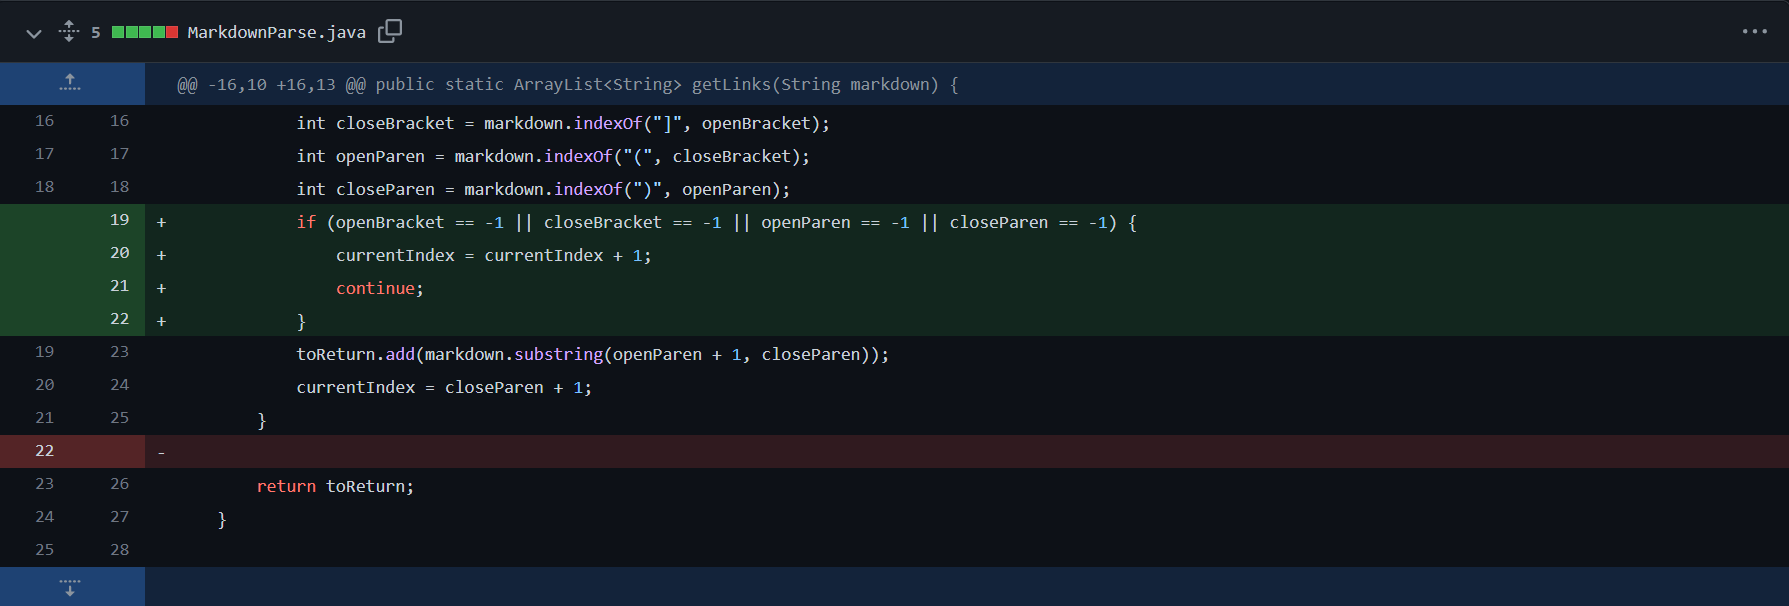 5 MarkdownParse.java
@@ -16,10 +16,13 @@ public static ArrayList<String> getLinks(String markdown) {
16 16 int closeBracket = markdown.indexOf("]", openBracket);
17 17 int openParen = markdown.indexOf("(", closeBracket);
18 18 int closeParen = markdown.indexOf(")", openParen);
19 + if (openBracket == -1 || closeBracket == -1 || openParen == -1 || closeParen == -1) {
20 + currentIndex = currentIndex + 1;
21 + continue;
22 + }
19 23 toReturn.add(markdown.substring(openParen + 1, closeParen));
20 24 currentIndex = closeParen + 1;
21 25 }
22 -
23 26 return toReturn;
24 27 }
25 28